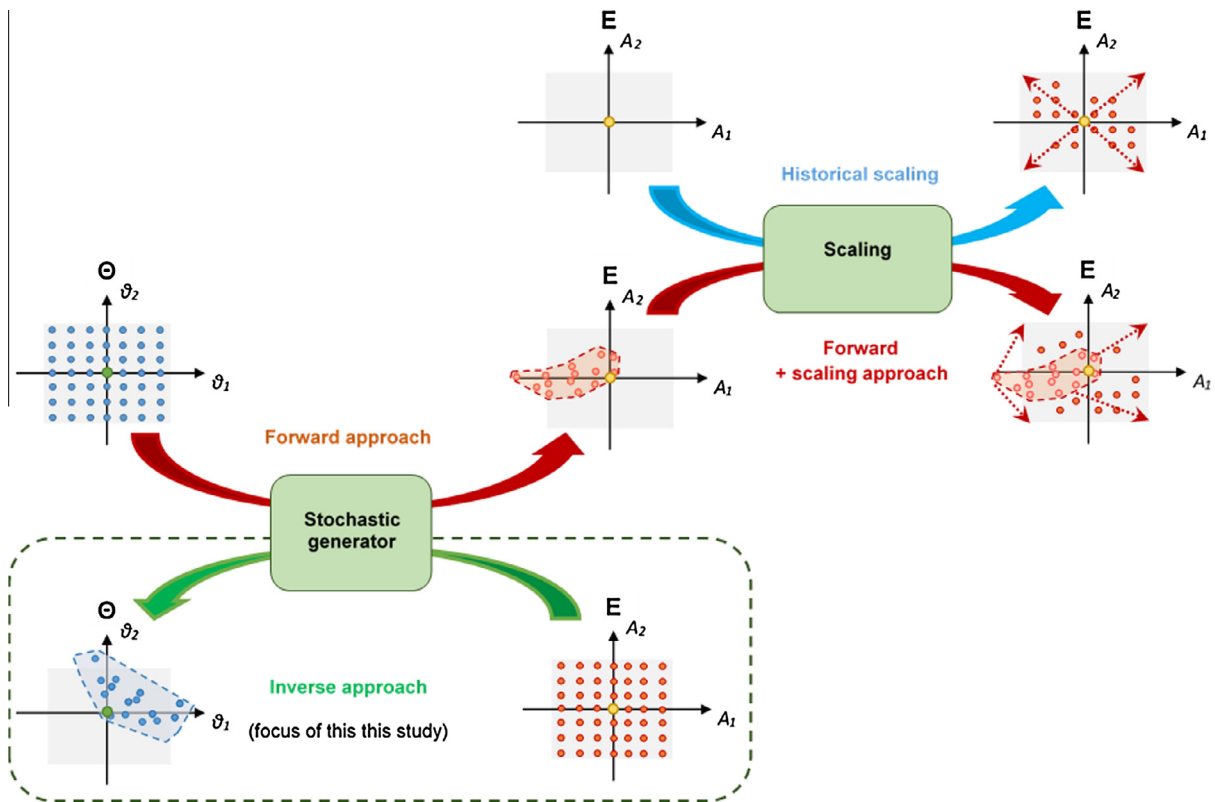 E
A2
A1
E
A2
A1
Historical scaling
Scaling
Θ
ϑ2
ϑ1
E
A2
A1
Forward
+ scaling approach
E
A2
A1
Forward approach
Stochastic
generator
Θ
ϑ2
ϑ1
Inverse approach
(focus of this this study)
E
A2
A1